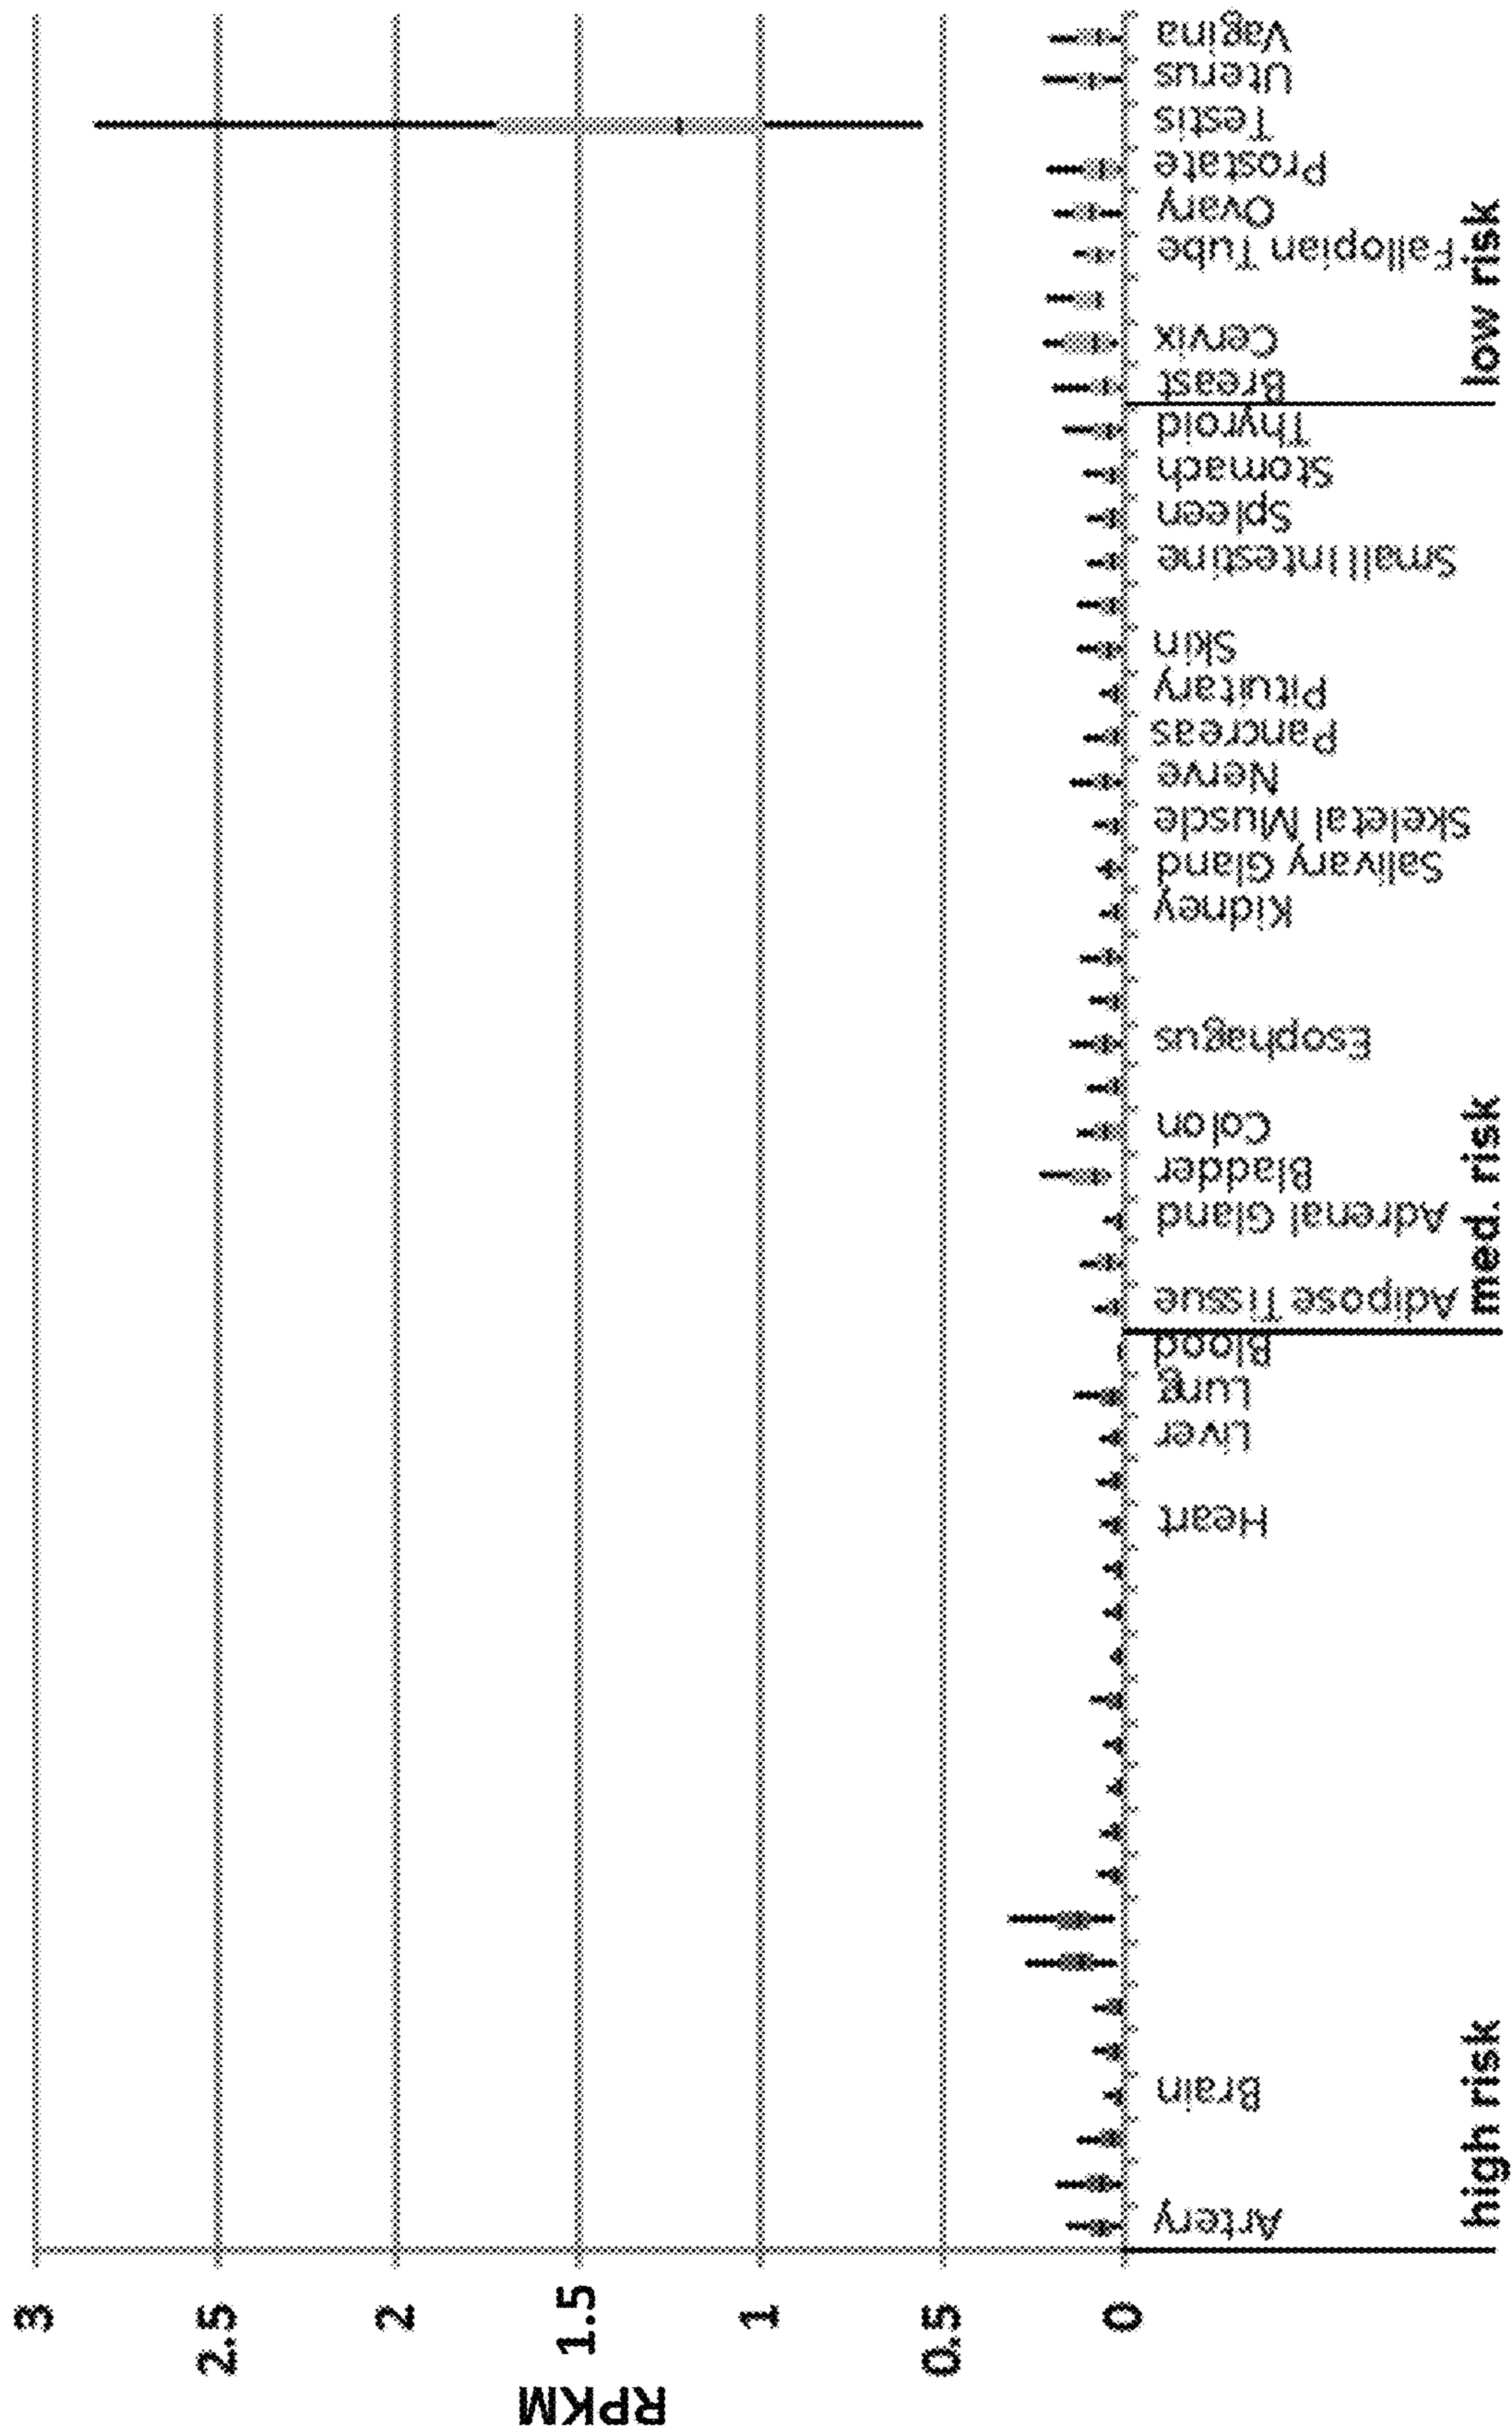 RPKM
3
2.5
2
1.5
1
0.5
0
Artery
Brain
Heart
Liver
Lung
Blood
Adipose Tissue
Adrenal Gland
Bladder
Colon
Esophagus
Kidney
Salivary Gland
Skeletal Muscle
Nerve
Pancreas
Pituitary
Skin
Small Intestine
Spleen
Stomach
Thyroid
Breast
Cervix
Fallopian Tube
Ovary
Prostate
Testis
Uterus
Vagina
high risk
med. risk
low risk